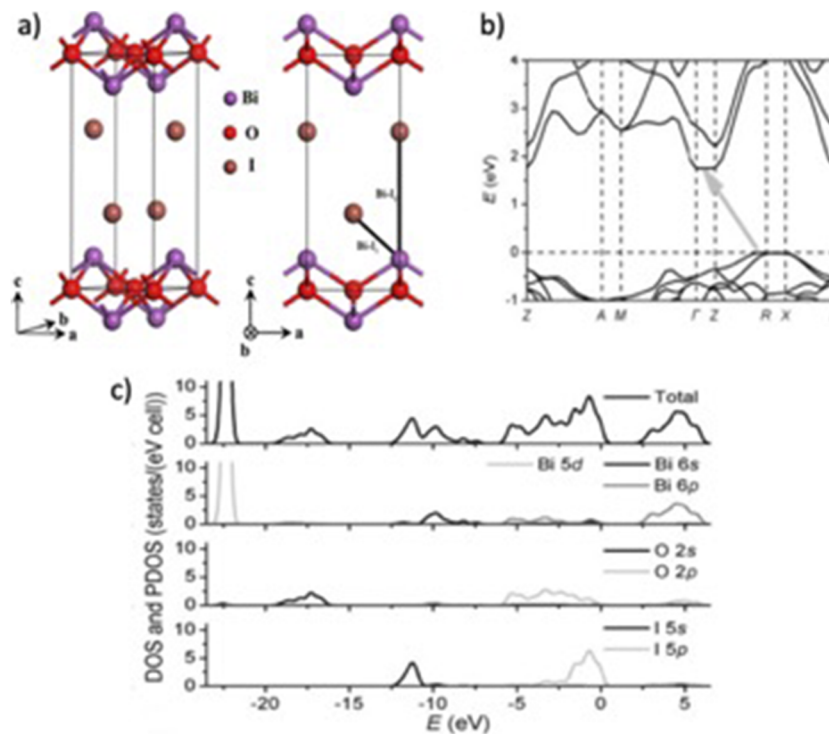 a)
Bi
O
I
Bi-I₂
Bi-I₁
c
b
a
c
b
a
b)
E (eV)
4
3
2
1
0
-1
Z A M Γ Z R X
c)
DOS and PDOS (states/(eV cell))
10
5
0
Total
10
5
0
Bi 5d
Bi 6s
Bi 6p
10
5
0
O 2s
O 2p
10
5
0
I 5s
I 5p
-20 -15 -10 -5 0 5
E (eV)